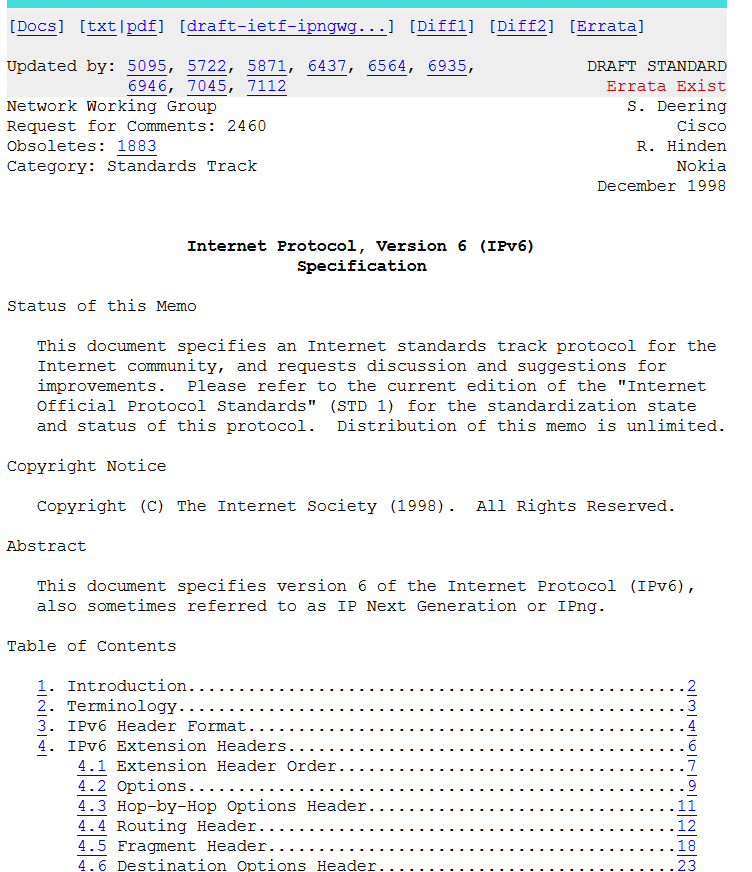 [Docs] [txt|pdf] [draft-ietf-ipngwg...] [Diff1] [Diff2] [Errata]
Updated by: 5095, 5722, 5871, 6437, 6564, 6935, DRAFT STANDARD
6946, 7045, 7112 Errata Exist
Network Working Group S. Deering
Request for Comments: 2460 Cisco
Obsoletes: 1883 R. Hinden
Category: Standards Track Nokia
December 1998
Internet Protocol, Version 6 (IPv6)
Specification
Status of this Memo
This document specifies an Internet standards track protocol for the
Internet community, and requests discussion and suggestions for
improvements.  Please refer to the current edition of the "Internet
Official Protocol Standards" (STD 1) for the standardization state
and status of this protocol.  Distribution of this memo is unlimited.
Copyright Notice
Copyright (C) The Internet Society (1998).  All Rights Reserved.
Abstract
This document specifies version 6 of the Internet Protocol (IPv6),
also sometimes referred to as IP Next Generation or IPng.
Table of Contents
1. Introduction..................................................2
2. Terminology...................................................3
3. IPv6 Header Format............................................4
4. IPv6 Extension Headers........................................6
4.1 Extension Header Order...................................7
4.2 Options..................................................9
4.3 Hop-by-Hop Options Header...............................11
4.4 Routing Header..........................................12
4.5 Fragment Header.........................................18
4.6 Destination Options Header..............................23